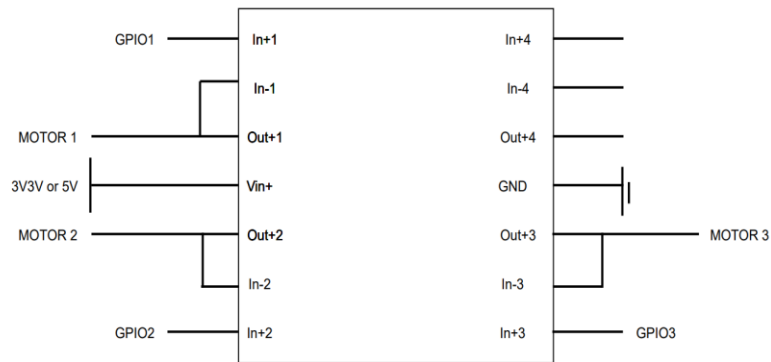 GPIO1 In+1 In+4
In-1 In-4
MOTOR 1 Out+1 Out+4
3V3V or 5V Vin+ GND
MOTOR 2 Out+2 Out+3 MOTOR 3
In-2 In-3
GPIO2 In+2 In+3 GPIO3